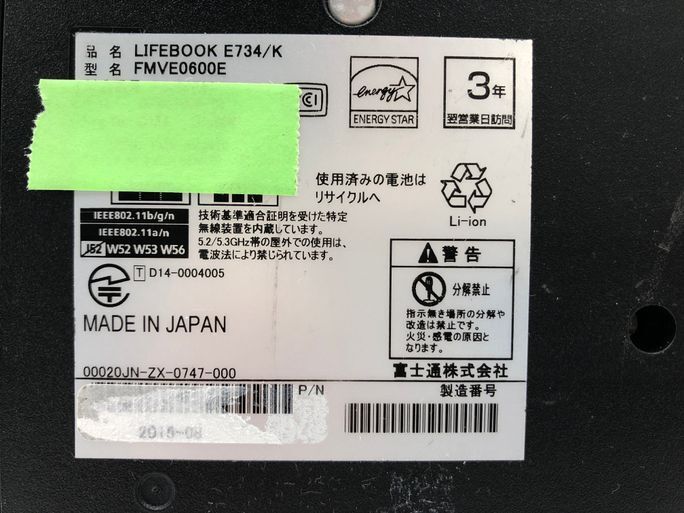 品 名 LIFEBOOK E734/K
型 名 FMVE0600E
CI
energy
ENERGY STAR
3年
翌営業日訪問
使用済みの電池は
リサイクルへ
Li-ion
IEEE802.11b/g/n
IEEE802.11a/n
J52 W52 W53 W56
技術基準適合証明を受けた特定
無線装置を内蔵しています。
5.2/5.3GHz帯の屋外での使用は、
電波法により禁じられています。
T D14-0004005
MADE IN JAPAN
警 告
分解禁止
指示無き場所の分解や
改造は禁止です。
火災・感電の原因と
なります。
富士通株式会社
00020JN-ZX-0747-000
P/N
製造番号
2015-08